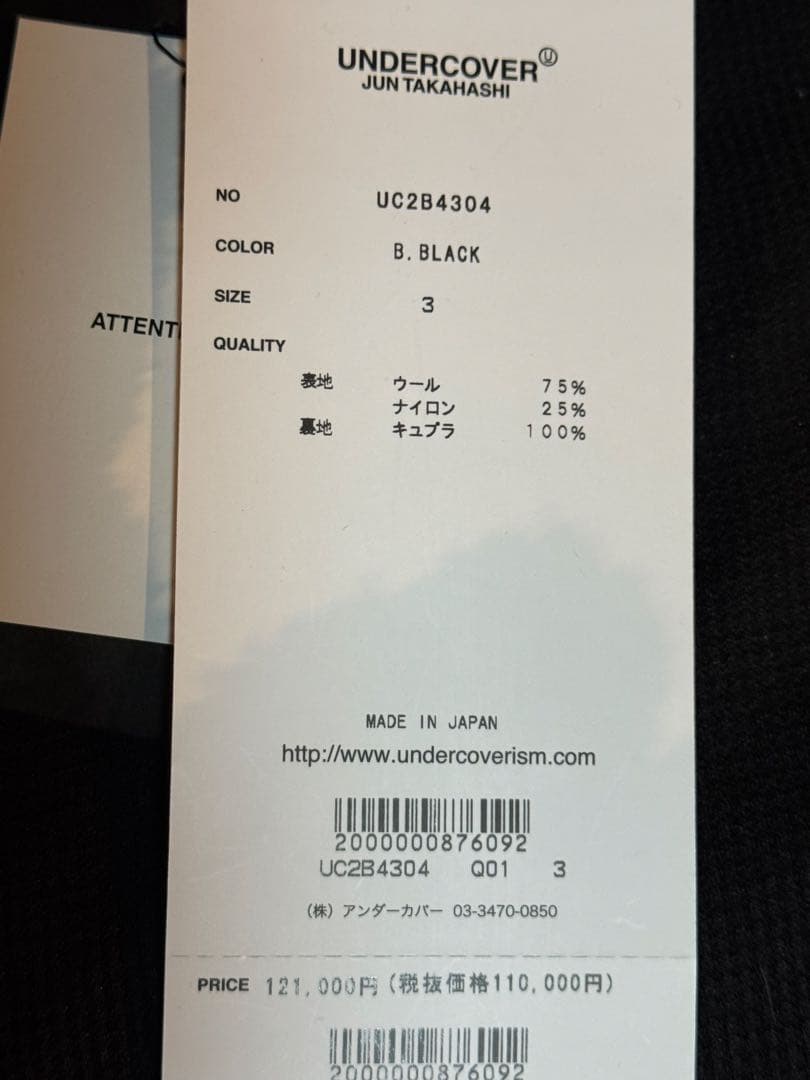 UNDERCOVER Ⓤ
JUN TAKAHASHI
NO UC2B4304
COLOR B. BLACK
SIZE 3
QUALITY
表地 ウール 75%
ナイロン 25%
裏地 キュプラ 100%
MADE IN JAPAN
http://www.undercoverism.com
2000000876092
UC2B4304 Q01 3
(株) アンダーカバー 03-3470-0850
PRICE 121,000円(税抜価格110,000円)
2000000876092
ATTENTI